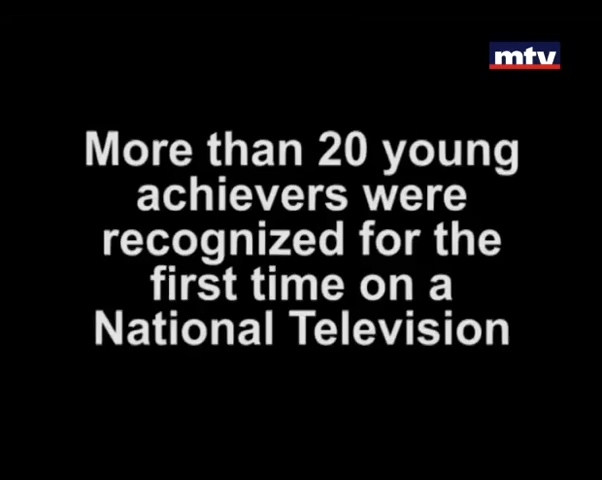 mtv
More than 20 young
achievers were
recognized for the
first time on a
National Television